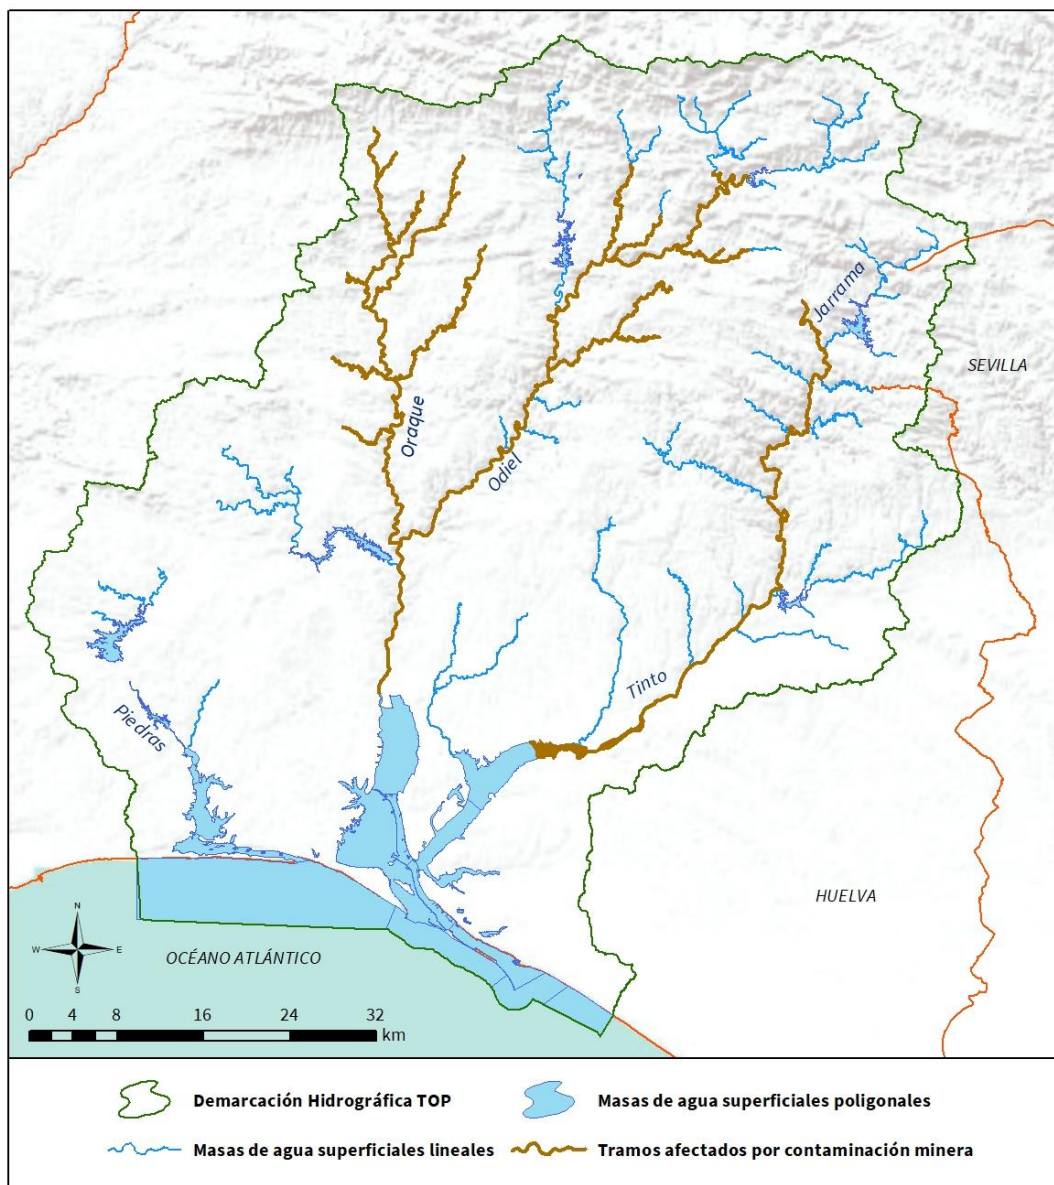 Jarrama
SEVILLA
Oraque
Odiel
Tinto
Piedras
HUELVA
N
W E
S
OCÉANO ATLÁNTICO
0 4 8 16 24 32
km
Demarcación Hidrográfica TOP
Masas de agua superficiales poligonales
Masas de agua superficiales lineales
Tramos afectados por contaminación minera